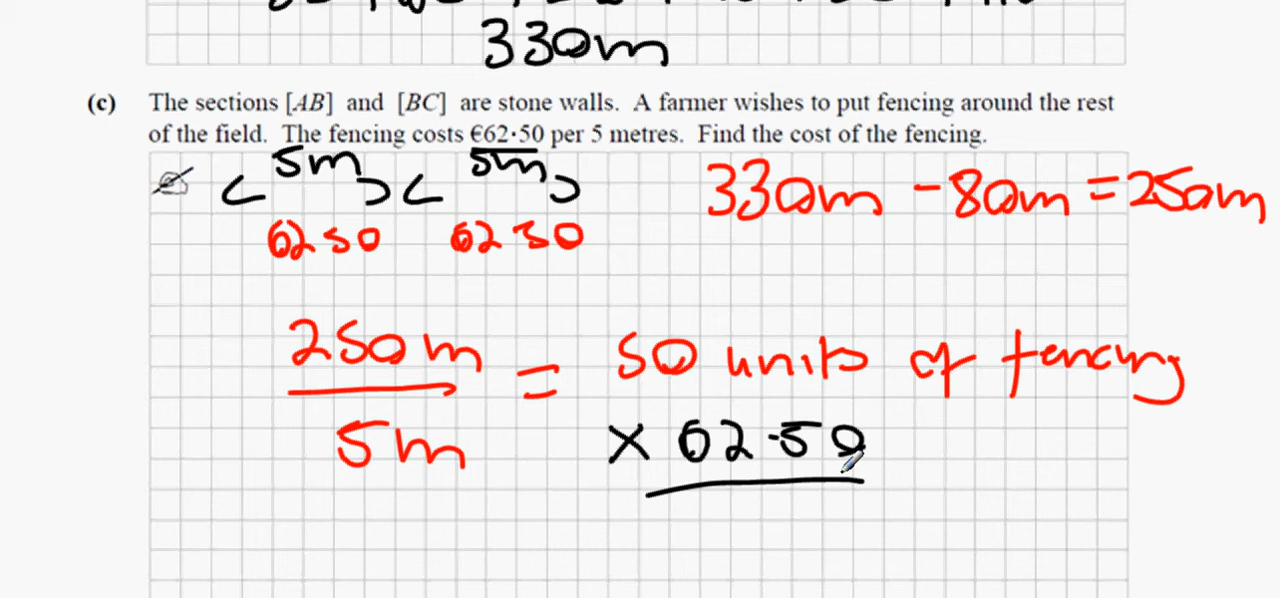 330m
(c) The sections [AB] and [BC] are stone walls. A farmer wishes to put fencing around the rest
of the field. The fencing costs €62·50 per 5 metres. Find the cost of the fencing.
5m 5m
330m - 80m = 250m
6250 6250
250m
5m
= 50 units of fencing
× 62.50